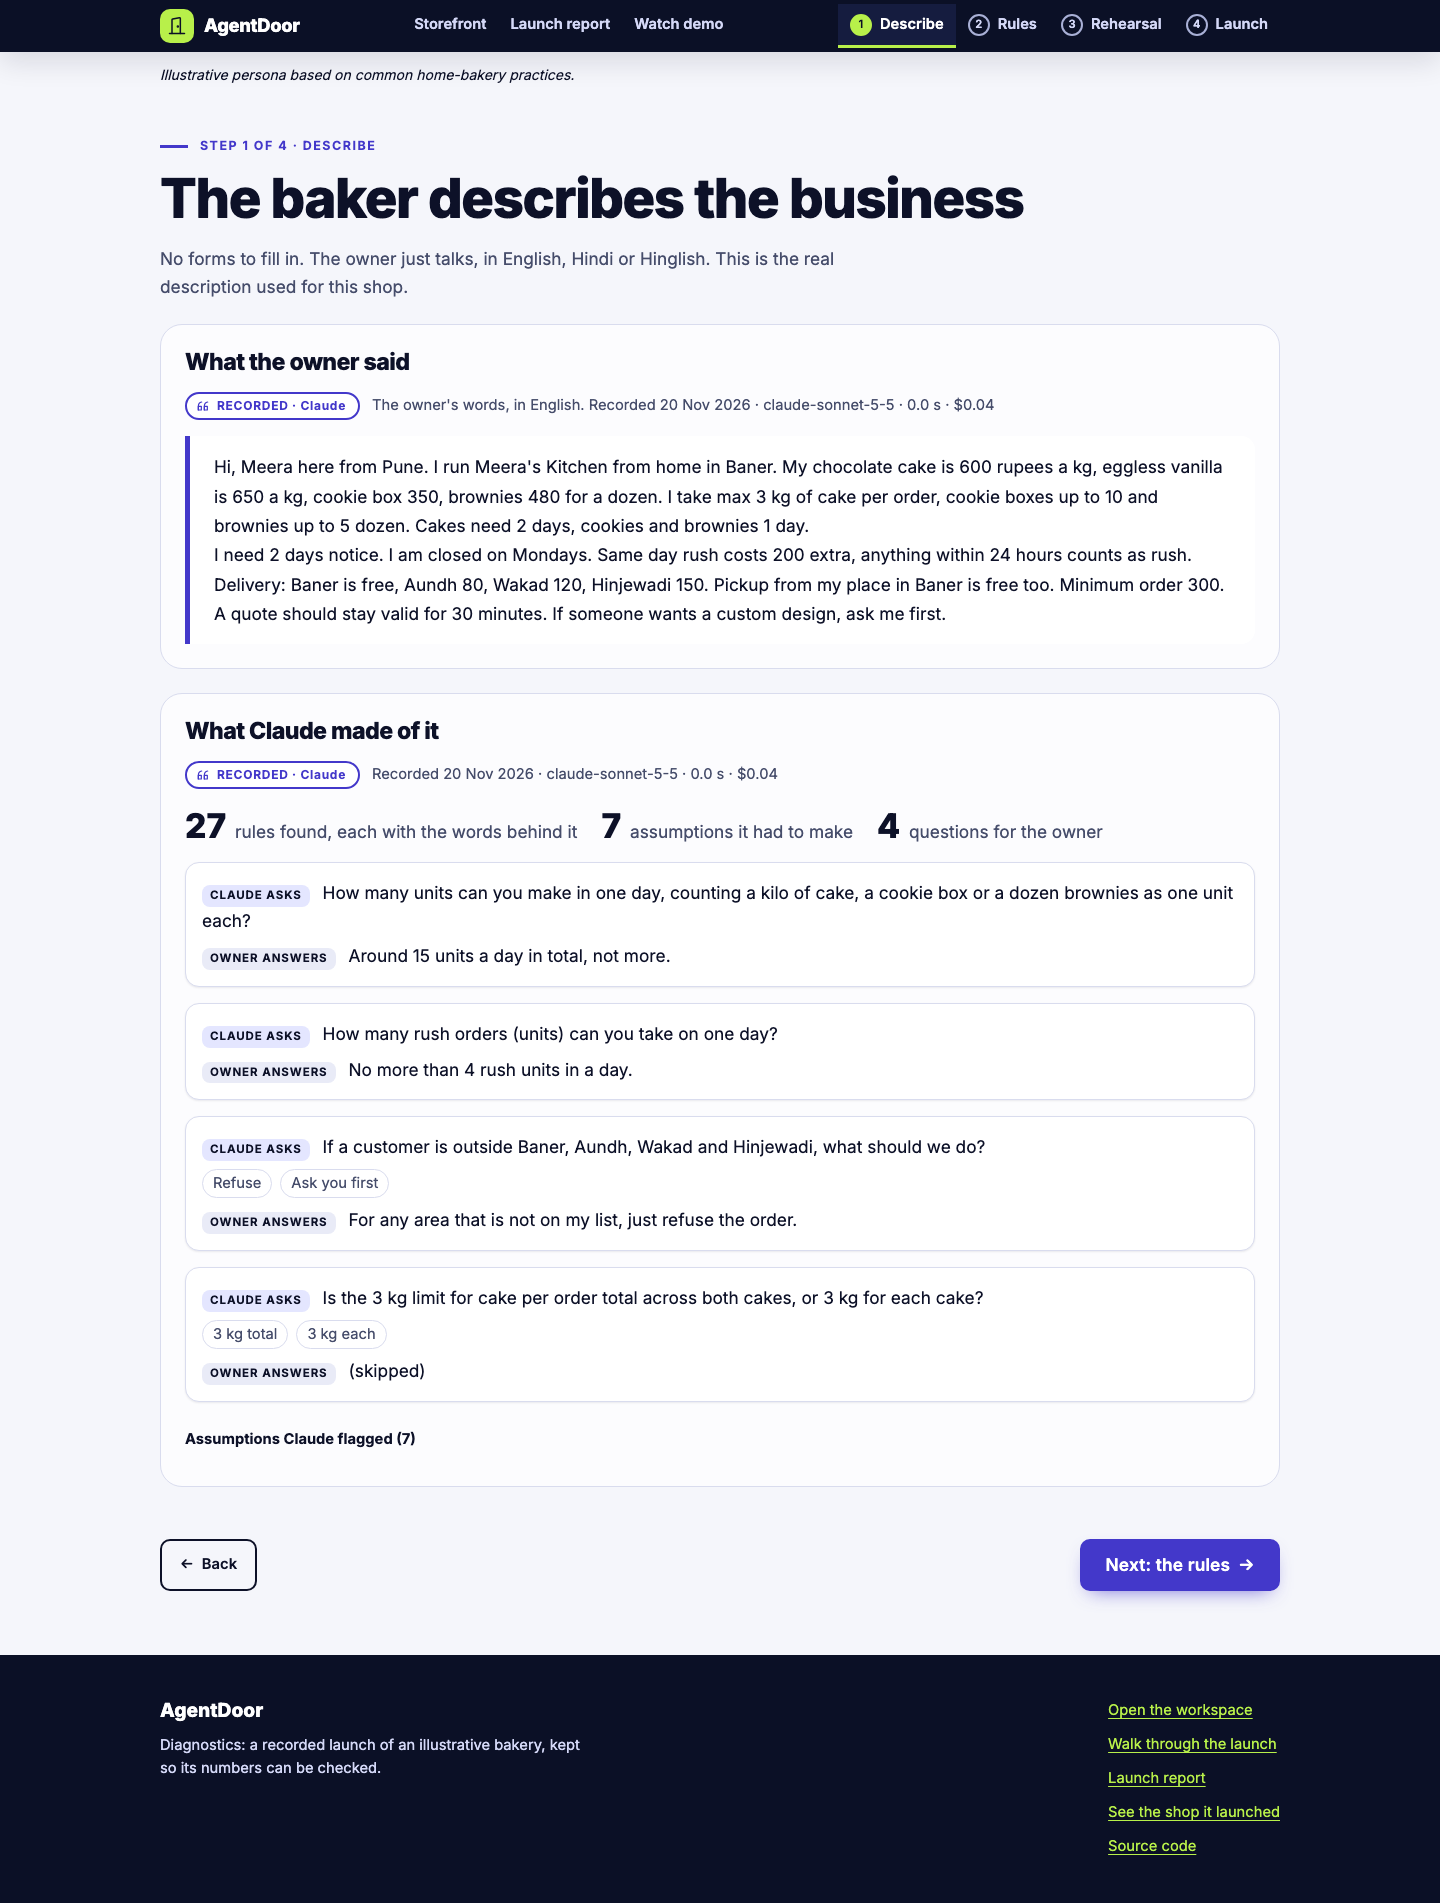 AgentDoor
Storefront
Launch report
Watch demo
1 Describe
2 Rules
3 Rehearsal
4 Launch
Illustrative persona based on common home-bakery practices.
STEP 1 OF 4 · DESCRIBE
The baker describes the business
No forms to fill in. The owner just talks, in English, Hindi or Hinglish. This is the real
description used for this shop.
What the owner said
RECORDED · Claude
The owner's words, in English. Recorded 20 Nov 2026 · claude-sonnet-5-5 · 0.0 s · $0.04
Hi, Meera here from Pune. I run Meera's Kitchen from home in Baner. My chocolate cake is 600 rupees a kg, eggless vanilla
is 650 a kg, cookie box 350, brownies 480 for a dozen. I take max 3 kg of cake per order, cookie boxes up to 10 and
brownies up to 5 dozen. Cakes need 2 days, cookies and brownies 1 day.
I need 2 days notice. I am closed on Mondays. Same day rush costs 200 extra, anything within 24 hours counts as rush.
Delivery: Baner is free, Aundh 80, Wakad 120, Hinjewadi 150. Pickup from my place in Baner is free too. Minimum order 300.
A quote should stay valid for 30 minutes. If someone wants a custom design, ask me first.
What Claude made of it
RECORDED · Claude
Recorded 20 Nov 2026 · claude-sonnet-5-5 · 0.0 s · $0.04
27 rules found, each with the words behind it
7 assumptions it had to make
4 questions for the owner
CLAUDE ASKS How many units can you make in one day, counting a kilo of cake, a cookie box or a dozen brownies as one unit
each?
OWNER ANSWERS Around 15 units a day in total, not more.
CLAUDE ASKS How many rush orders (units) can you take on one day?
OWNER ANSWERS No more than 4 rush units in a day.
CLAUDE ASKS If a customer is outside Baner, Aundh, Wakad and Hinjewadi, what should we do?
Refuse
Ask you first
OWNER ANSWERS For any area that is not on my list, just refuse the order.
CLAUDE ASKS Is the 3 kg limit for cake per order total across both cakes, or 3 kg for each cake?
3 kg total
3 kg each
OWNER ANSWERS (skipped)
Assumptions Claude flagged (7)
← Back
Next: the rules →
AgentDoor
Diagnostics: a recorded launch of an illustrative bakery, kept
so its numbers can be checked.
Open the workspace
Walk through the launch
Launch report
See the shop it launched
Source code